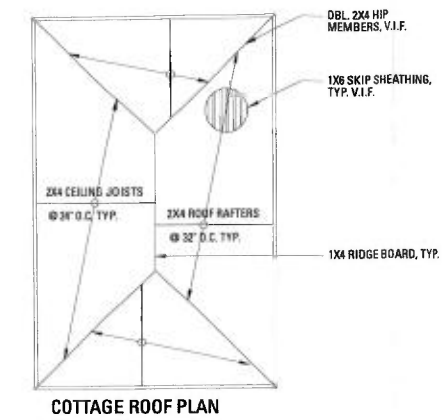 DBL. 2X4 HIP
MEMBERS, V.I.F.
1X6 SKIP SHEATHING,
TYP. V.I.F.
2X4 CEILING JOISTS
@ 34" O.C. TYP.
2X4 ROOF RAFTERS
@ 32" O.C. TYP.
1X4 RIDGE BOARD, TYP.
COTTAGE ROOF PLAN